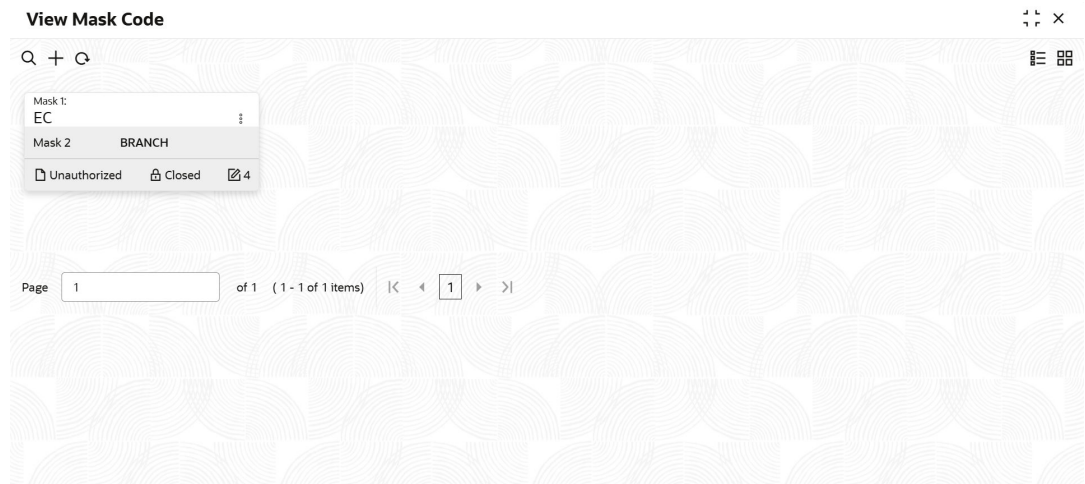 View Mask Code
Mask 1:
EC
Mask 2 BRANCH
Unauthorized Closed 4
Page 1 of 1 ( 1 - 1 of 1 items) 1